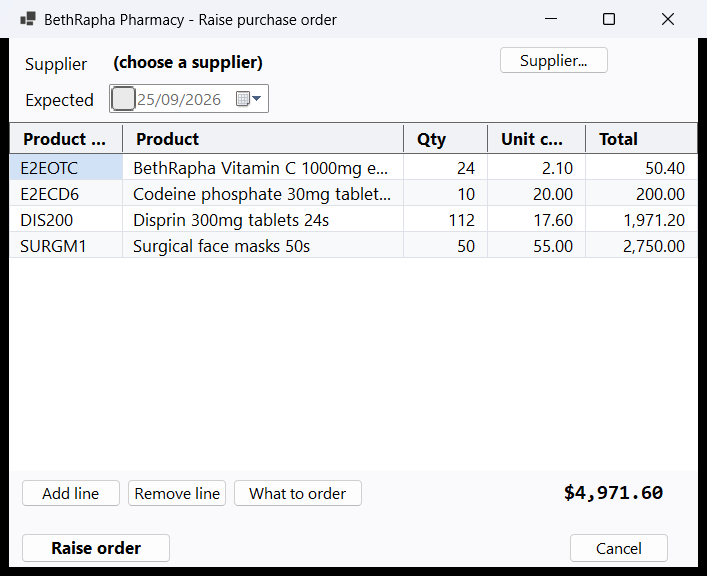 BethRapha Pharmacy - Raise purchase order
Supplier (choose a supplier) Supplier...
Expected 25/09/2026
Product ... Product Qty Unit c... Total
E2EOTC BethRapha Vitamin C 1000mg e... 24 2.10 50.40
E2ECD6 Codeine phosphate 30mg tablet... 10 20.00 200.00
DIS200 Disprin 300mg tablets 24s 112 17.60 1,971.20
SURGM1 Surgical face masks 50s 50 55.00 2,750.00
Add line Remove line What to order $4,971.60
Raise order Cancel